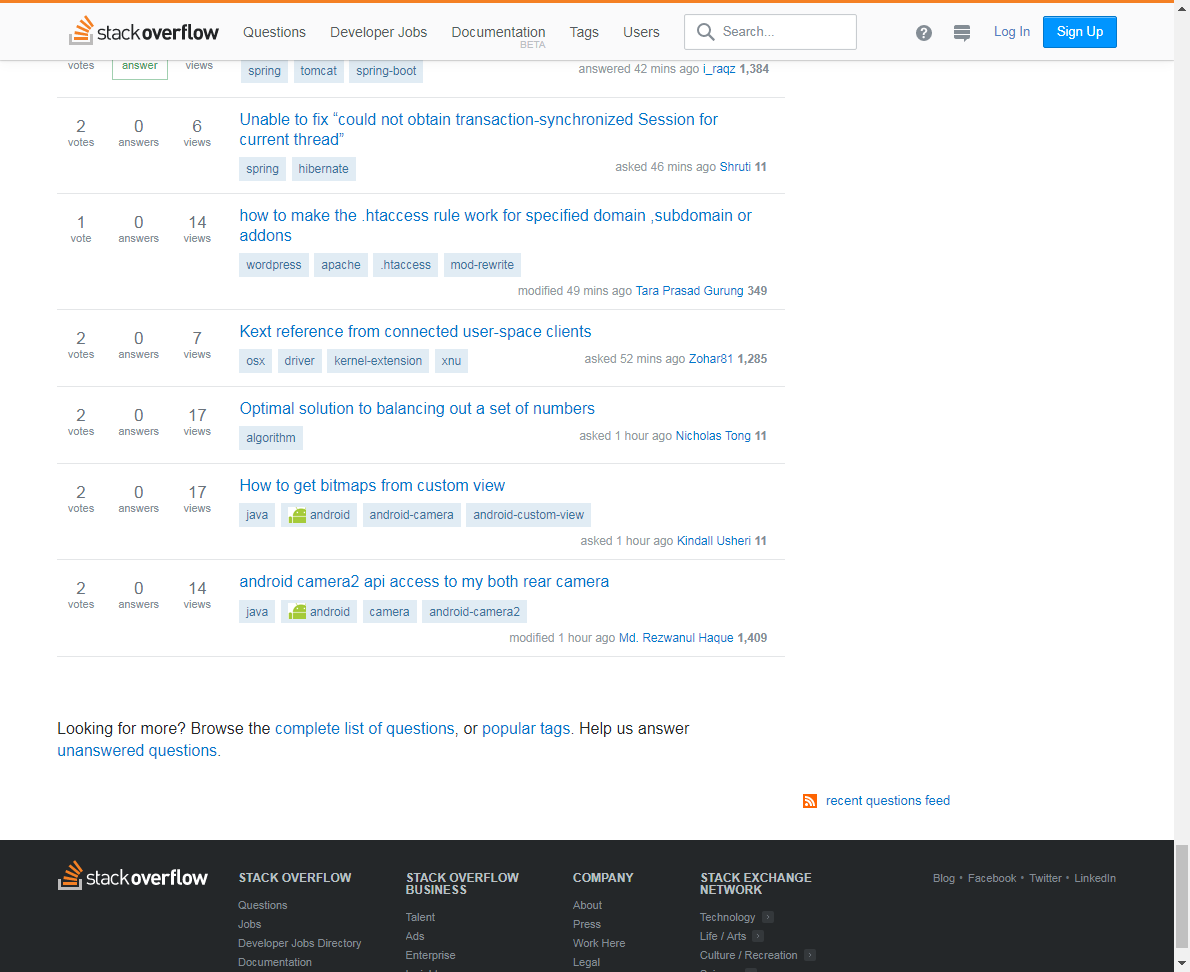 stackoverflow Questions Developer Jobs Documentation BETA Tags Users Search... Log In Sign Up
votes answer views spring tomcat spring-boot answered 42 mins ago i_raqz 1,384
2 votes 0 answers 6 views
Unable to fix “could not obtain transaction-synchronized Session for
current thread”
spring hibernate asked 46 mins ago Shruti 11
1 vote 0 answers 14 views
how to make the .htaccess rule work for specified domain ,subdomain or
addons
wordpress apache .htaccess mod-rewrite
modified 49 mins ago Tara Prasad Gurung 349
2 votes 0 answers 7 views
Kext reference from connected user-space clients
osx driver kernel-extension xnu asked 52 mins ago Zohar81 1,285
2 votes 0 answers 17 views
Optimal solution to balancing out a set of numbers
algorithm asked 1 hour ago Nicholas Tong 11
2 votes 0 answers 17 views
How to get bitmaps from custom view
java android android-camera android-custom-view
asked 1 hour ago Kindall Usheri 11
2 votes 0 answers 14 views
android camera2 api access to my both rear camera
java android camera android-camera2
modified 1 hour ago Md. Rezwanul Haque 1,409
Looking for more? Browse the complete list of questions, or popular tags. Help us answer
unanswered questions.
recent questions feed
stackoverflow
STACK OVERFLOW
Questions
Jobs
Developer Jobs Directory
Documentation
STACK OVERFLOW
BUSINESS
Talent
Ads
Enterprise
COMPANY
About
Press
Work Here
Legal
STACK EXCHANGE
NETWORK
Technology
Life / Arts
Culture / Recreation
Blog • Facebook • Twitter • LinkedIn